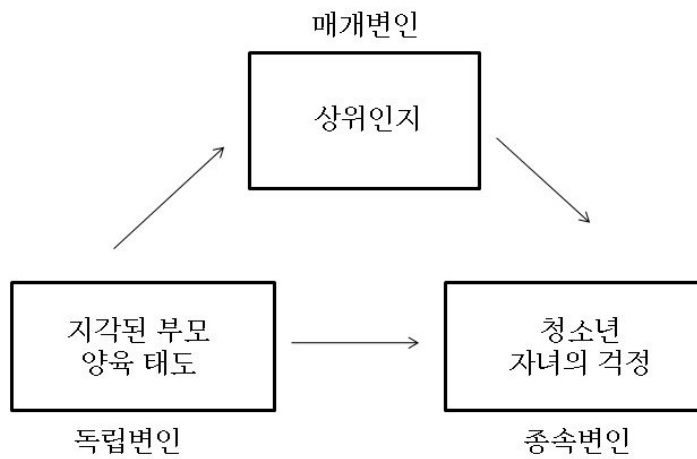 매개변인
상위인지
지각된 부모
양육 태도
청소년
자녀의 걱정
독립변인
종속변인